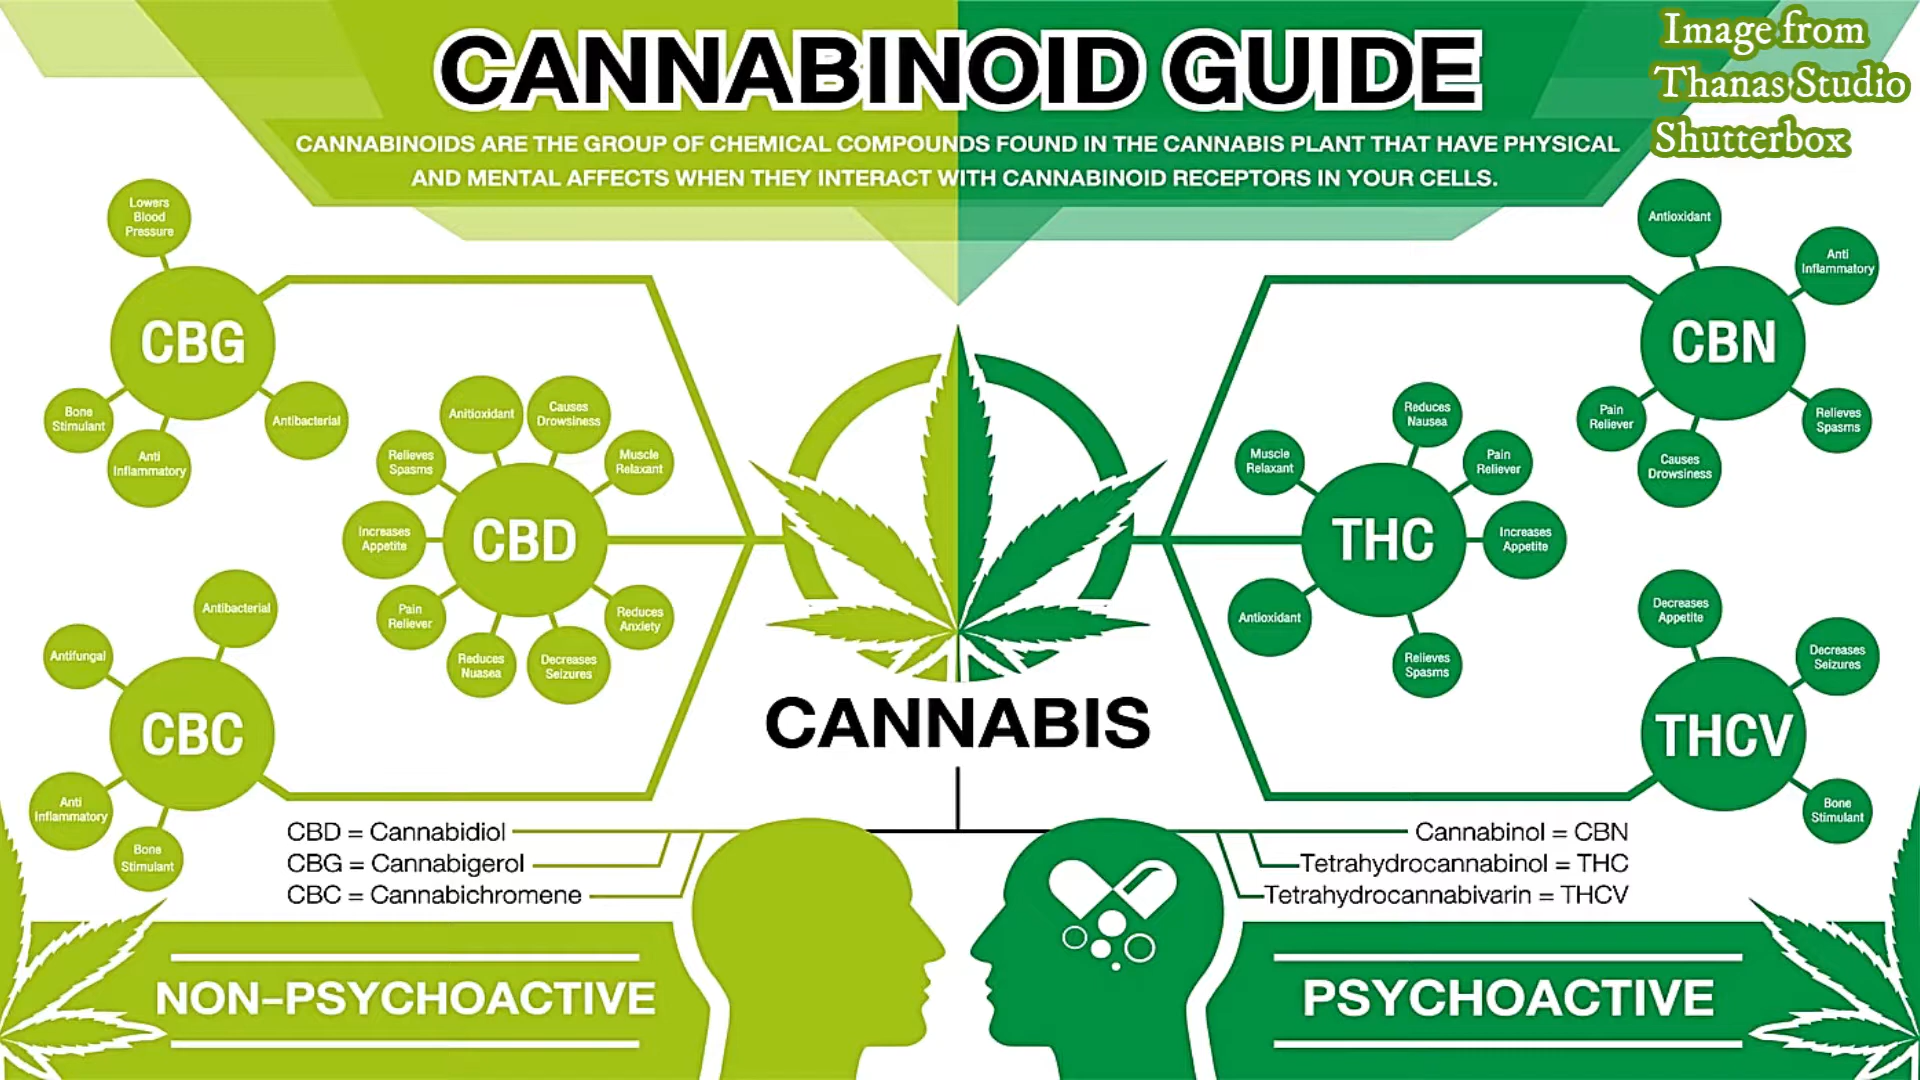 CANNABINOID GUIDE
CANNABINOIDS ARE THE GROUP OF CHEMICAL COMPOUNDS FOUND IN THE CANNABIS PLANT THAT HAVE PHYSICAL
AND MENTAL AFFECTS WHEN THEY INTERACT WITH CANNABINOID RECEPTORS IN YOUR CELLS.
Image from
Thanas Studio
Shutterbox
Lowers
Blood
Pressure
CBG
Bone
Stimulant
Anti
Inflammatory
Antibacterial
Anitioxidant
Causes
Drowsiness
Relieves
Spasms
Muscle
Relaxant
Increases
Appetite
CBD
Pain
Reliever
Reduces
Anxiety
Reduces
Nuasea
Decreases
Seizures
Antibacterial
Antifungal
CBC
Anti
Inflammatory
Bone
Stimulant
CANNABIS
Antioxidant
Anti
Inflammatory
CBN
Pain
Reliever
Relieves
Spasms
Causes
Drowsiness
Reduces
Nausea
Muscle
Relaxant
Pain
Reliever
THC
Increases
Appetite
Antioxidant
Relieves
Spasms
Decreases
Appetite
Decreases
Seizures
THCV
Bone
Stimulant
CBD = Cannabidiol
CBG = Cannabigerol
CBC = Cannabichromene
Cannabinol = CBN
Tetrahydrocannabinol = THC
Tetrahydrocannabivarin = THCV
NON-PSYCHOACTIVE
PSYCHOACTIVE